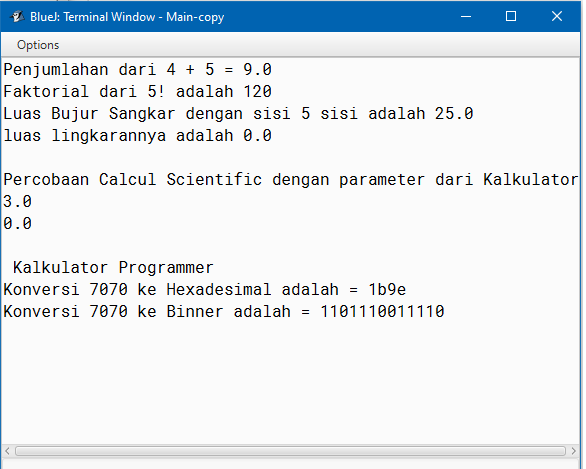 BlueJ: Terminal Window - Main-copy
Options
Penjumlahan dari 4 + 5 = 9.0
Faktorial dari 5! adalah 120
Luas Bujur Sangkar dengan sisi 5 sisi adalah 25.0
luas lingkarannya adalah 0.0
Percobaan Calcul Scientific dengan parameter dari Kalkulator
3.0
0.0
Kalkulator Programmer
Konversi 7070 ke Hexadesimal adalah = 1b9e
Konversi 7070 ke Binner adalah = 1101110011110